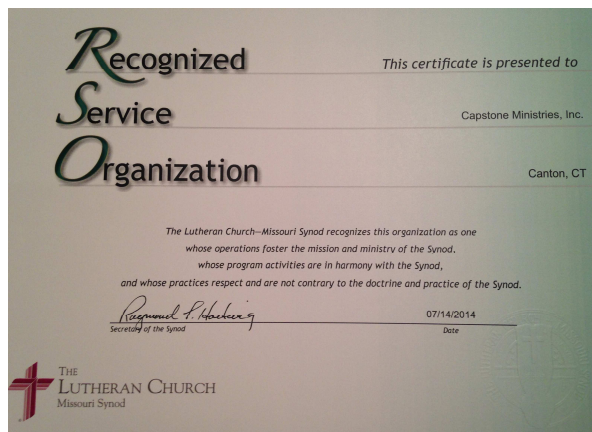 Recognized
This certificate is presented to
Service
Capstone Ministries, Inc.
Organization
Canton, CT
The Lutheran Church—Missouri Synod recognizes this organization as one
whose operations foster the mission and ministry of the Synod.
whose program activities are in harmony with the Synod,
and whose practices respect and are not contrary to the doctrine and practice of the Synod.
Raymond L. Hartwig
07/14/2014
Secretary of the Synod
Date
THE
LUTHERAN CHURCH
Missouri Synod